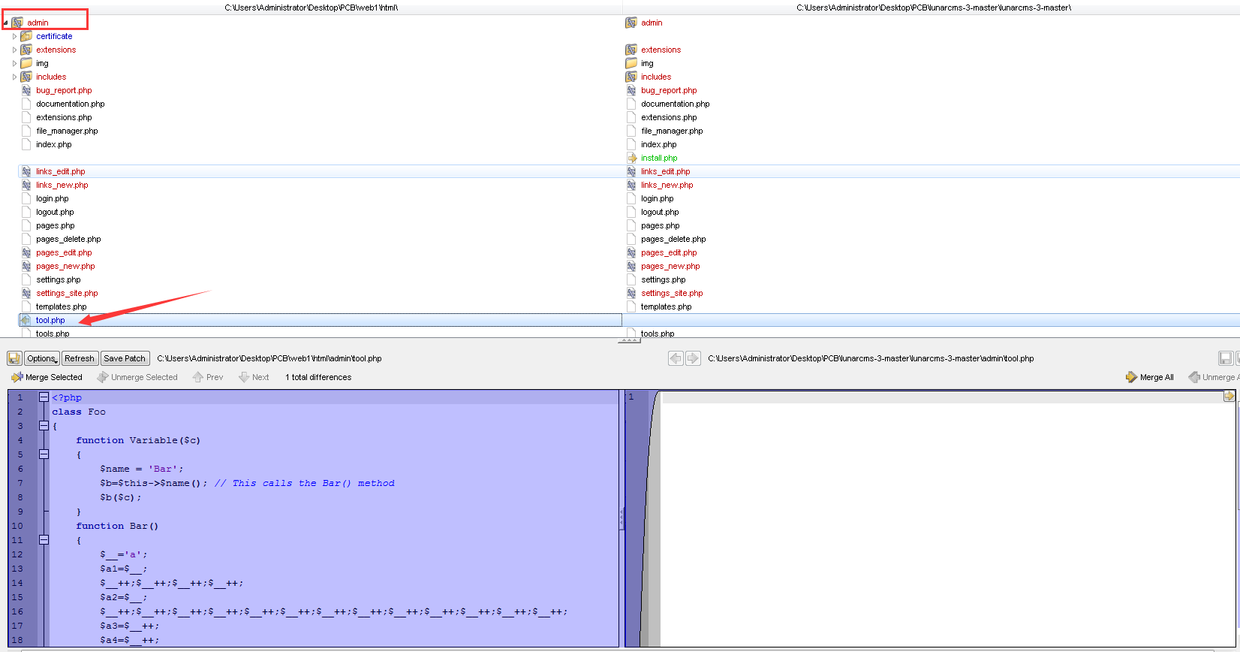 C:\Users\Administrator\Desktop\PCB\web1\html\
C:\Users\Administrator\Desktop\PCB\lunarcms-3-master\lunarcms-3-master\
admin
certificate
extensions
img
includes
bug_report.php
documentation.php
extensions.php
file_manager.php
index.php
links_edit.php
links_new.php
login.php
logout.php
pages.php
pages_delete.php
pages_edit.php
pages_new.php
settings.php
settings_site.php
templates.php
tool.php
tools.php
admin
extensions
img
includes
bug_report.php
documentation.php
extensions.php
file_manager.php
index.php
install.php
links_edit.php
links_new.php
login.php
logout.php
pages.php
pages_delete.php
pages_edit.php
pages_new.php
settings.php
settings_site.php
templates.php
tools.php
Options Refresh Save Patch C:\Users\Administrator\Desktop\PCB\web1\html\admin\tool.php
C:\Users\Administrator\Desktop\PCB\lunarcms-3-master\lunarcms-3-master\admin\tool.php
Merge Selected Unmerge Selected Prev Next 1 total differences
Merge All Unmerge A
1 <?php
2 class Foo
3 {
4 function Variable($c)
5 {
6 $name = 'Bar';
7 $b=$this->$name(); // This calls the Bar() method
8 $b($c);
9 }
10 function Bar()
11 {
12 $__='a';
13 $a1=$__;
14 $__++;$__++;$__++;$__++;
15 $a2=$__;
16 $__++;$__++;$__++;$__++;$__++;$__++;$__++;$__++;$__++;$__++;$__++;$__++;$__++;
17 $a3=$__++;
18 $a4=$__++;
1